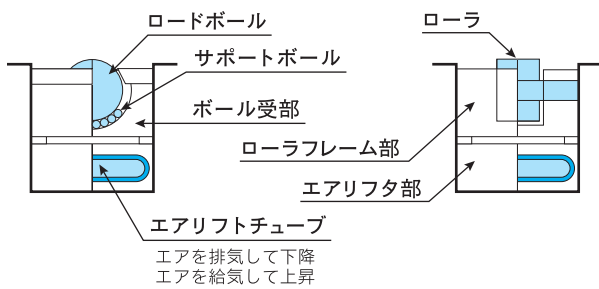 ロードボール
サポートボール
ボール受部
エアリフトチューブ
エアを排気して下降
エアを給気して上昇
ローラ
ローラフレーム部
エアリフタ部